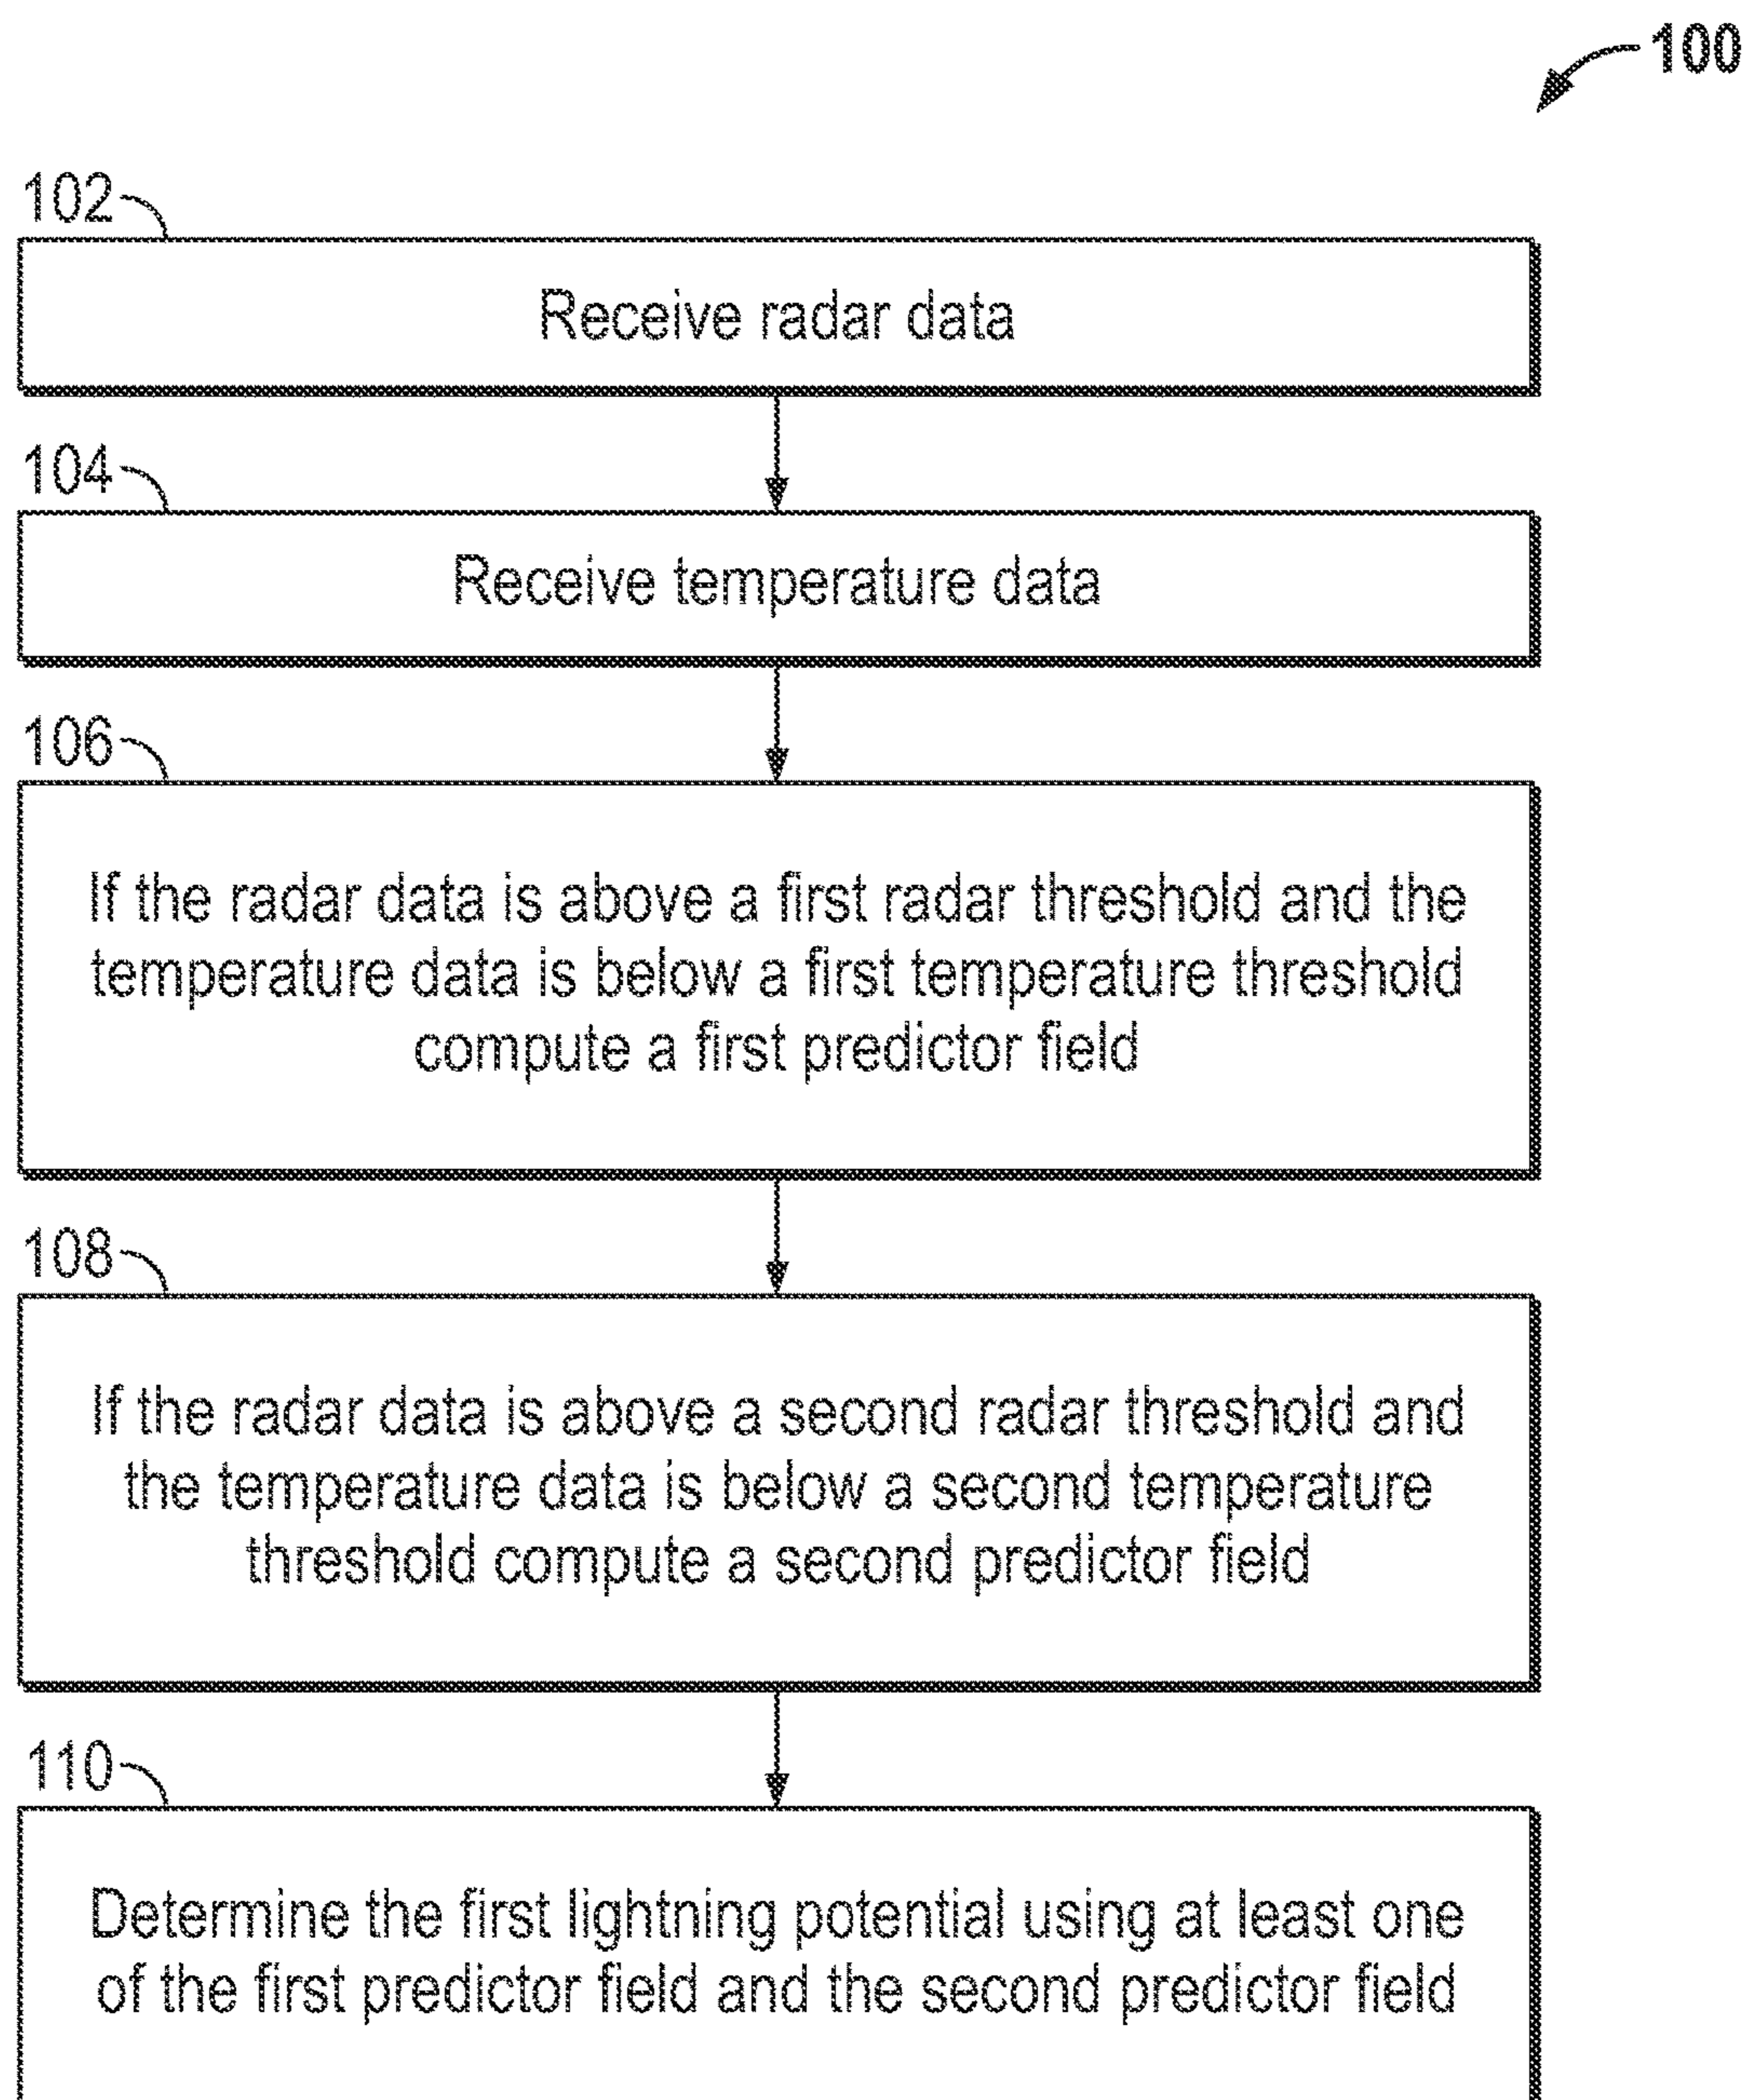 100
102
Receive radar data
104
Receive temperature data
106
If the radar data is above a first radar threshold and the
temperature data is below a first temperature threshold
compute a first predictor field
108
If the radar data is above a second radar threshold and
the temperature data is below a second temperature
threshold compute a second predictor field
110
Determine the first lightning potential using at least one
of the first predictor field and the second predictor field